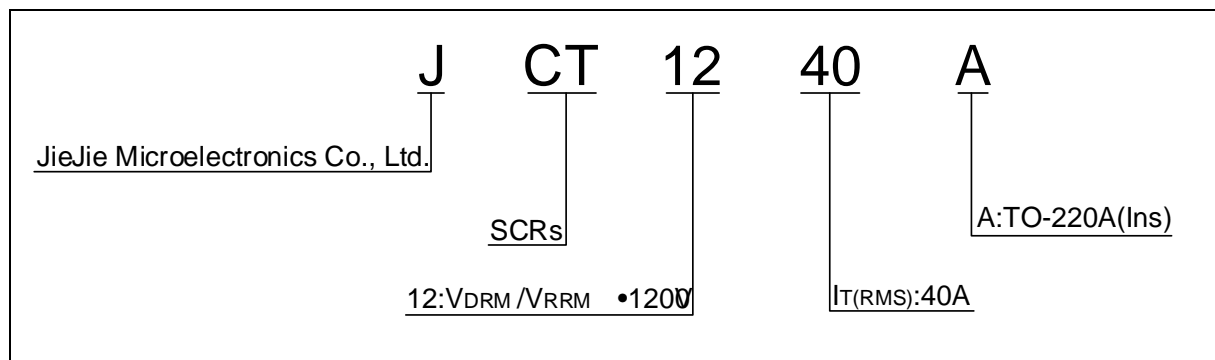 J CT 12 40 A
JieJie Microelectronics Co., Ltd.
A:TO-220A(Ins)
SCRs
12:VDRM/VRRM •1200V
IT(RMS):40A